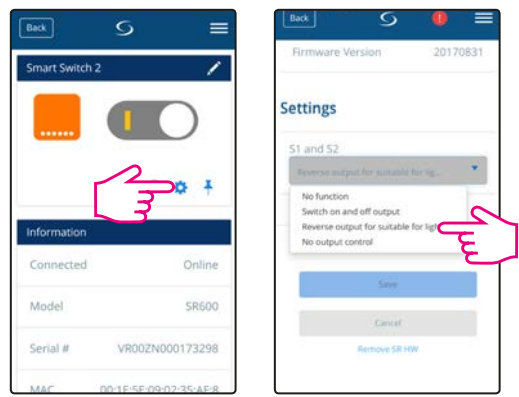 Back
Smart Switch 2
Information
Connected Online
Model SR600
Serial # VR00ZN000173298
MAC 00:1E:5E:09:02:35:AF:8
Back
Firmware Version 20170831
Settings
S1 and S2
Reverse output for suitable for lig...
No function
Switch on and off output
Reverse output for suitable for ligh
No output control
Save
Cancel
Remove SR HW